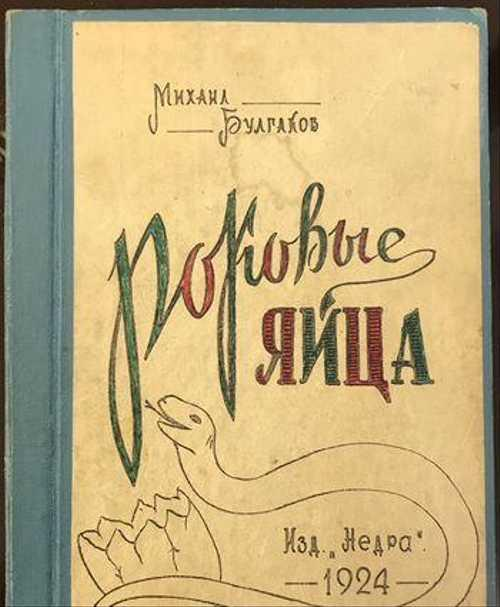 Михаил
Булгаков
Роковые
ЯЙЦА
Изд. „Недра“.
1924